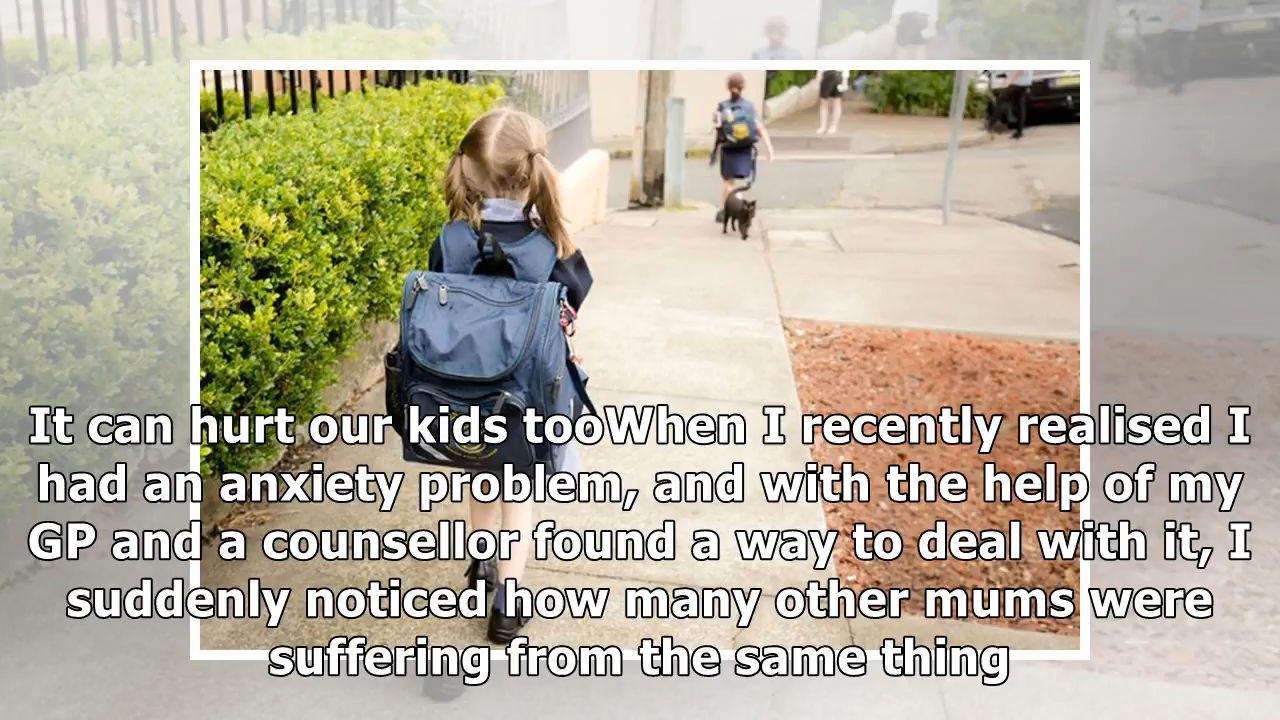 It can hurt our kids tooWhen I recently realised I
had an anxiety problem, and with the help of my
GP and a counsellor found a way to deal with it, I
suddenly noticed how many other mums were
suffering from the same thing